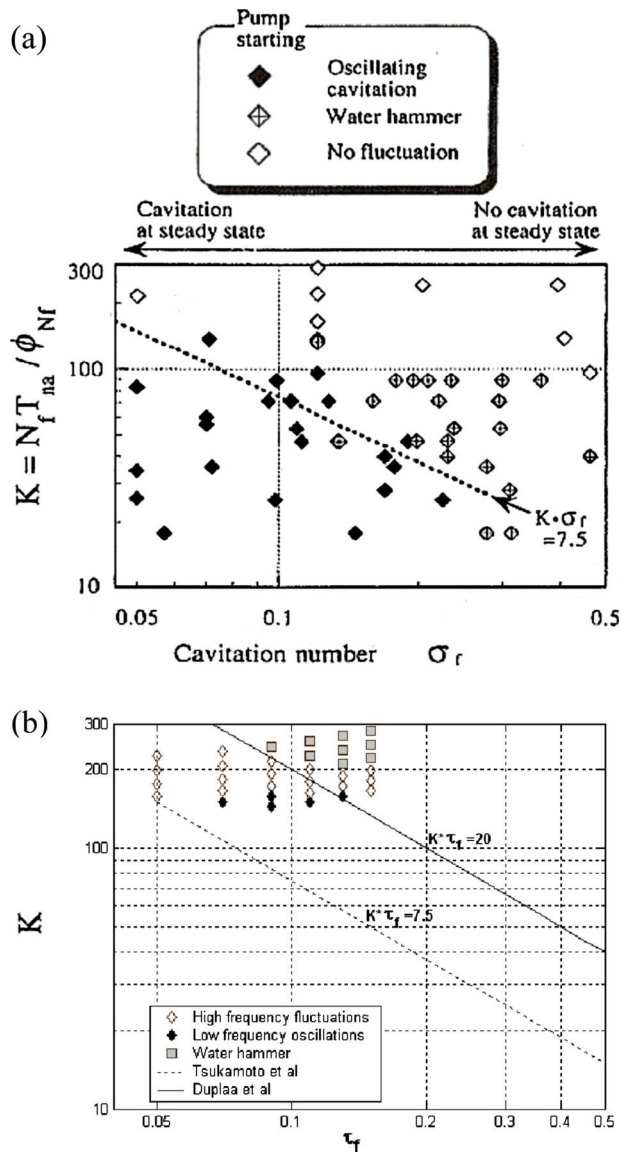 (a)
Pump
starting
Oscillating
cavitation
Water hammer
No fluctuation
Cavitation
at steady state
No cavitation
at steady state
300
100
10
K = N_f T_na / ϕ_Nf
K·σ_f
=7.5
0.05
0.1
0.5
Cavitation number σ_f
(b)
300
200
100
10
K
K*τ_f =20
K*τ_f =7.5
High frequency fluctuations
Low frequency oscillations
Water hammer
Tsukamoto et al
Duplaa et al
0.05
0.1
0.2
0.3
0.4
0.5
τ_f